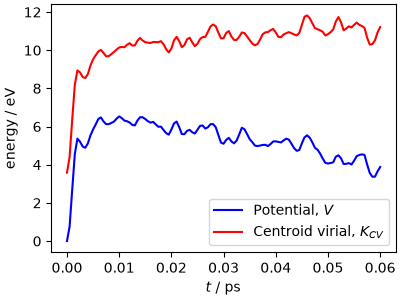 12
10
8
6
4
2
0
energy / eV
Potential, V
Centroid virial, K_CV
0.00 0.01 0.02 0.03 0.04 0.05 0.06
t / ps